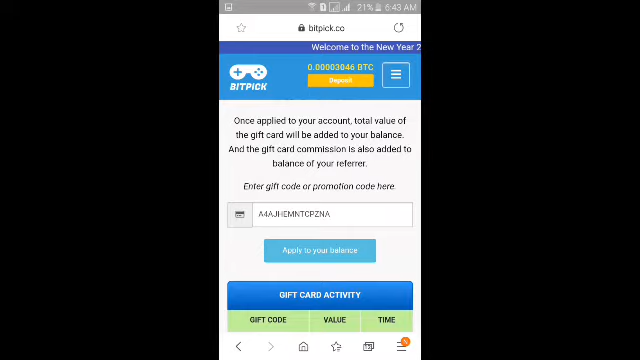 21% 6:43 AM
bitpick.co
Welcome to the New Year 2
0.00003046 BTC
Deposit
BITPICK
Once applied to your account, total value of
the gift card will be added to your balance.
And the gift card commission is also added to
balance of your referrer.
Enter gift code or promotion code here.
A4AJHEMNTCPZNA
Apply to your balance
GIFT CARD ACTIVITY
GIFT CODE VALUE TIME